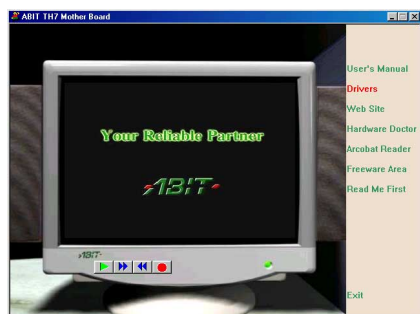 ABIT TH7 Mother Board
Your Reliable Partner
ABIT
ABIT
User's Manual
Drivers
Web Site
Hardware Doctor
Arcobat Reader
Freeware Area
Read Me First
Exit